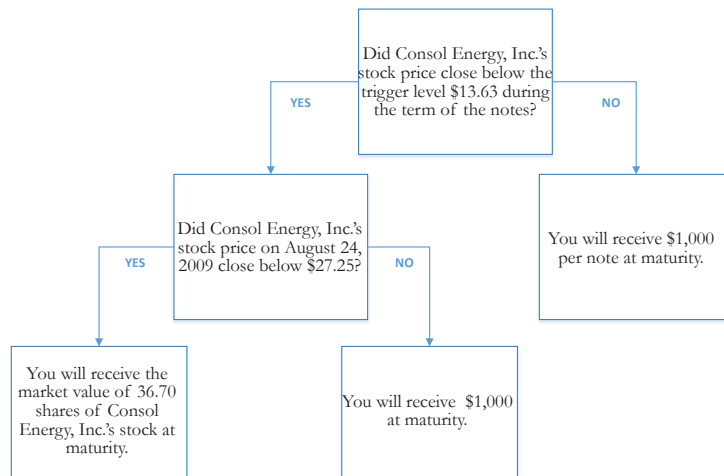 Did Consol Energy, Inc.'s
stock price close below the
trigger level $13.63 during
the term of the notes?
YES
NO
Did Consol Energy, Inc.'s
stock price on August 24,
2009 close below $27.25?
You will receive $1,000
per note at maturity.
YES
NO
You will receive the
market value of 36.70
shares of Consol
Energy, Inc.'s stock at
maturity.
You will receive $1,000
at maturity.